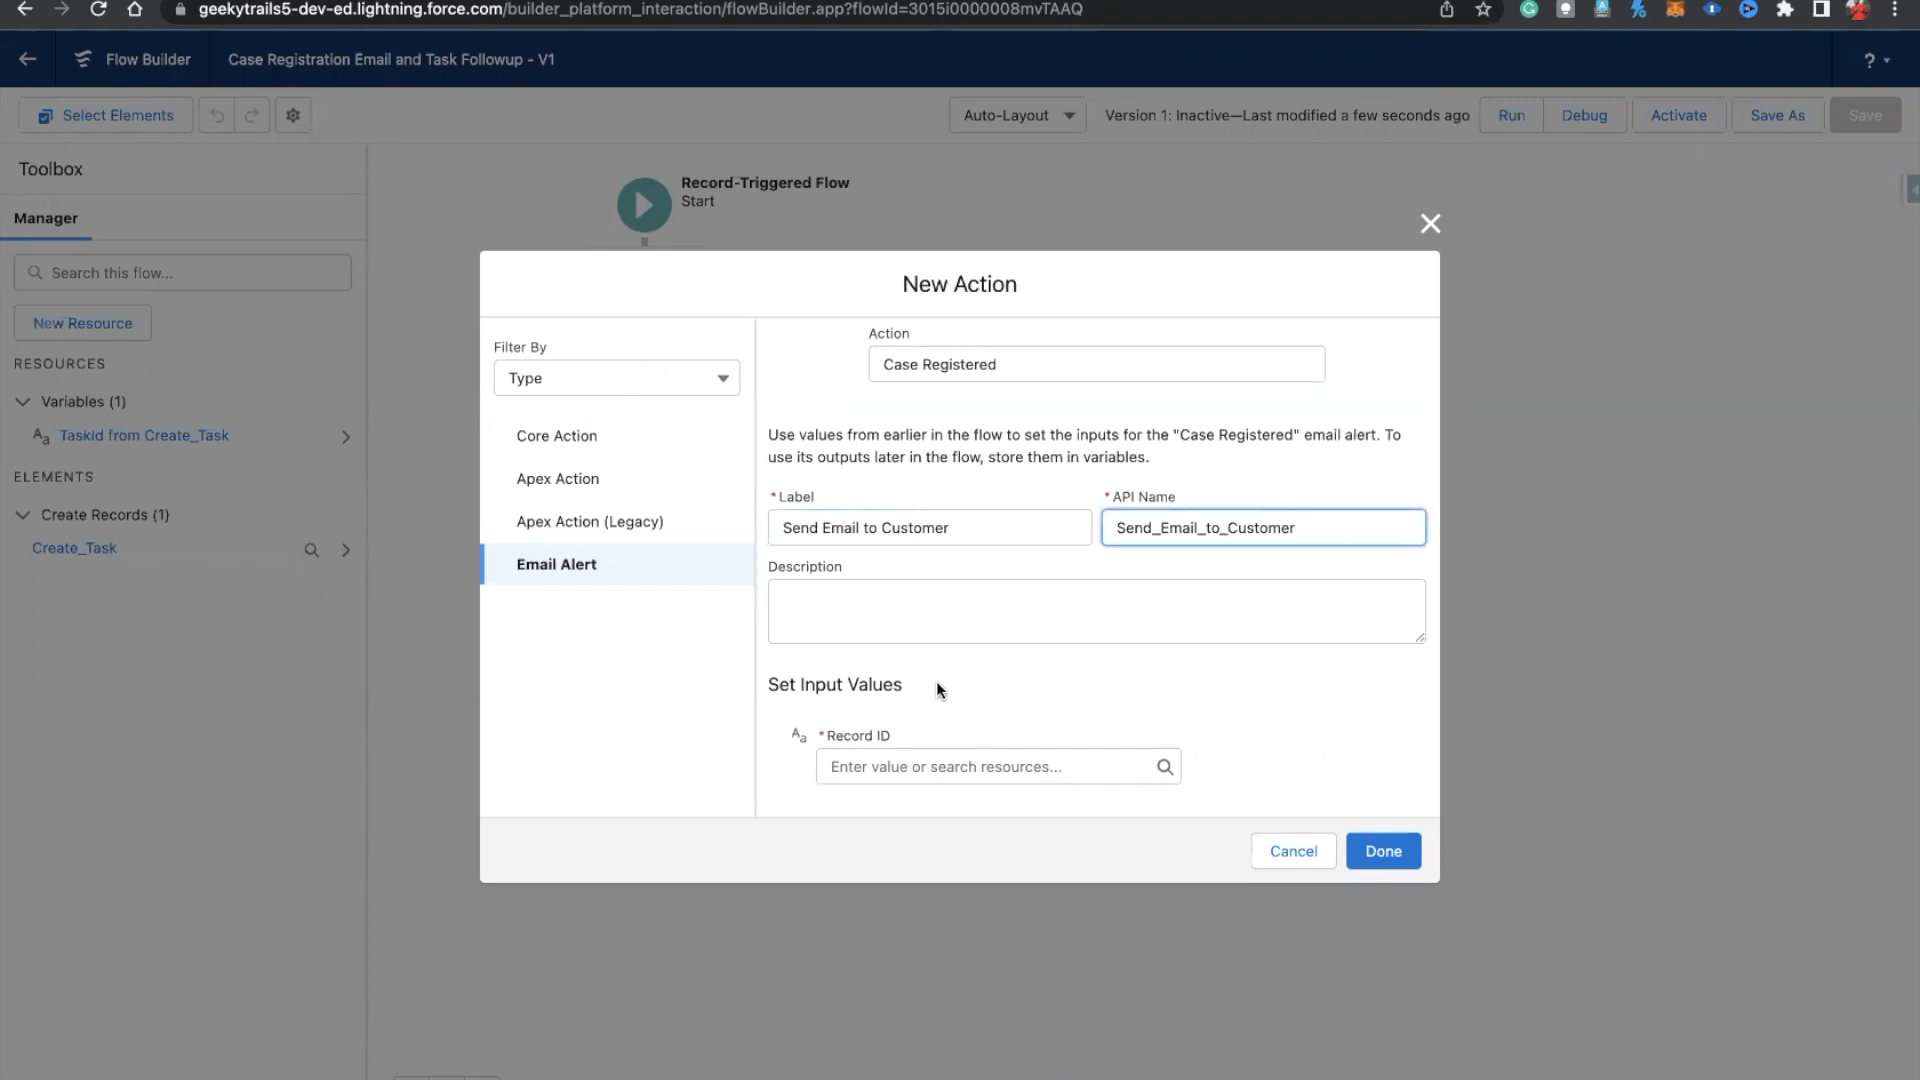 geekytrails5-dev-ed.lightning.force.com/builder_platform_interaction/flowBuilder.app?flowId=3015i0000008mvTAAQ
Flow Builder Case Registration Email and Task Followup - V1 ?
Select Elements Auto-Layout Version 1: Inactive—Last modified a few seconds ago Run Debug Activate Save As Save
Toolbox
Manager
Search this flow...
New Resource
RESOURCES
Variables (1)
Aa TaskId from Create_Task
ELEMENTS
Create Records (1)
Create_Task
Record-Triggered Flow
Start
New Action
Filter By
Type
Core Action
Apex Action
Apex Action (Legacy)
Email Alert
Action
Case Registered
Use values from earlier in the flow to set the inputs for the "Case Registered" email alert. To
use its outputs later in the flow, store them in variables.
* Label * API Name
Send Email to Customer Send_Email_to_Customer
Description
Set Input Values
Aa * Record ID
Enter value or search resources...
Cancel Done